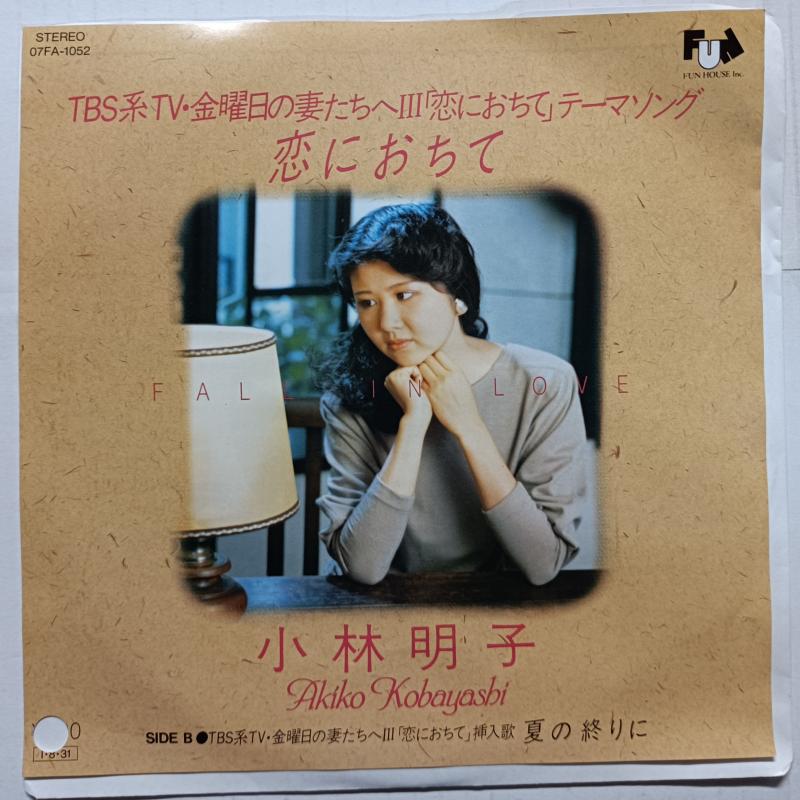 STEREO
07FA-1052
FUN
FUN HOUSE Inc.
TBS系TV・金曜日の妻たちへIII「恋におちて」テーマソング
恋におちて
FALL IN LOVE
小林明子
Akiko Kobayashi
SIDE B ●TBS系TV・金曜日の妻たちへIII「恋におちて」挿入歌 夏の終りに
1・8・31